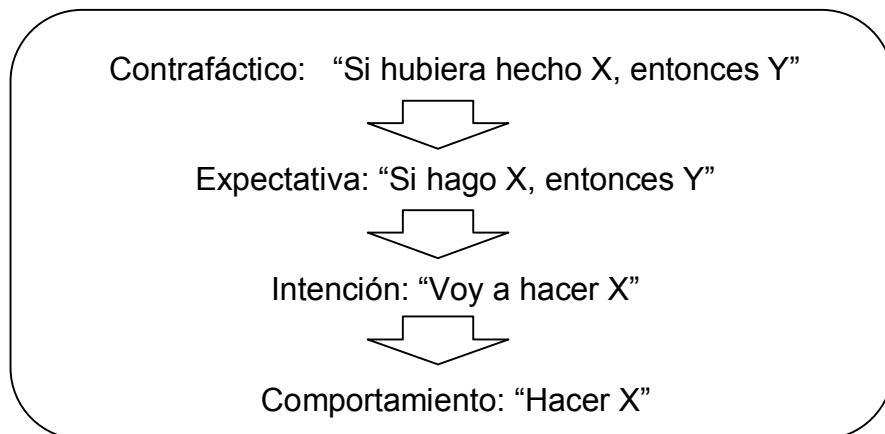 Contrafáctico: “Si hubiera hecho X, entonces Y”
Expectativa: “Si hago X, entonces Y”
Intención: “Voy a hacer X”
Comportamiento: “Hacer X”